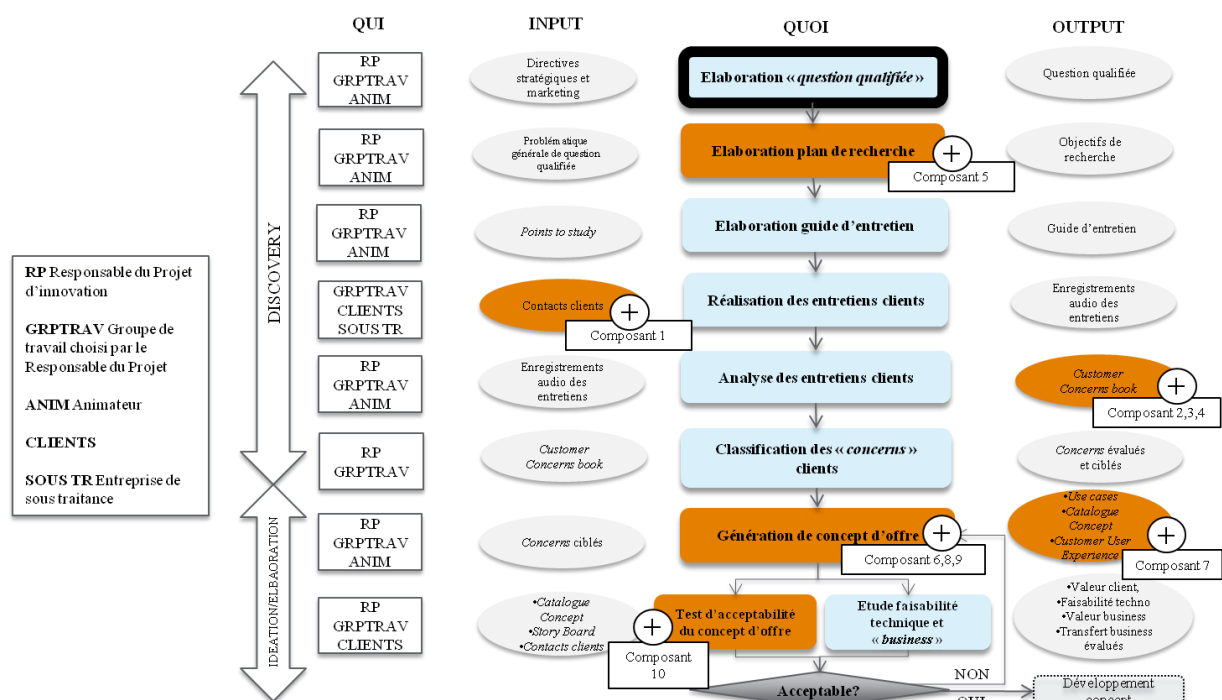 QUI
INPUT
QUOI
OUTPUT
RP
GRPTRAV
ANIM
Directives
stratégiques et
marketing
Elaboration « question qualifiée »
Question qualifiée
RP
GRPTRAV
ANIM
Problématique
générale de question
qualifiée
Elaboration plan de recherche
+
Composant 5
Objectifs de
recherche
RP
GRPTRAV
ANIM
Points to study
Elaboration guide d'entretien
Guide d'entretien
DISCOVERY
GRPTRAV
CLIENTS
SOUS TR
Contacts clients
+
Composant 1
Réalisation des entretiens clients
Enregistrements
audio des
entretiens
RP
GRPTRAV
ANIM
Enregistrements
audio des
entretiens
Analyse des entretiens clients
Customer
Concerns book
+
Composant 2,3,4
RP
GRPTRAV
Customer
Concerns book
Classification des « concerns »
clients
Concerns évalués
et ciblés
RP Responsable du Projet
d'innovation
GRPTRAV Groupe de
travail choisi par le
Responsable du Projet
ANIM Animateur
CLIENTS
SOUS TR Entreprise de
sous traitance
IDEATION/ELBAORATION
RP
GRPTRAV
ANIM
Concerns ciblés
Génération de concept d'offre
+
Composant 6,8,9
•Use cases
•Catalogue
Concept
•Customer User
Experience
+
Composant 7
RP
GRPTRAV
CLIENTS
•Catalogue
Concept
•Story Board
•Contacts clients
Test d'acceptabilité
du concept d'offre
+
Composant
10
Etude faisabilité
technique et
« business »
•Valeur client,
•Faisabilité techno
•Valeur business
•Transfert business
évalués
Acceptable?
NON
OUI
Développement
concept